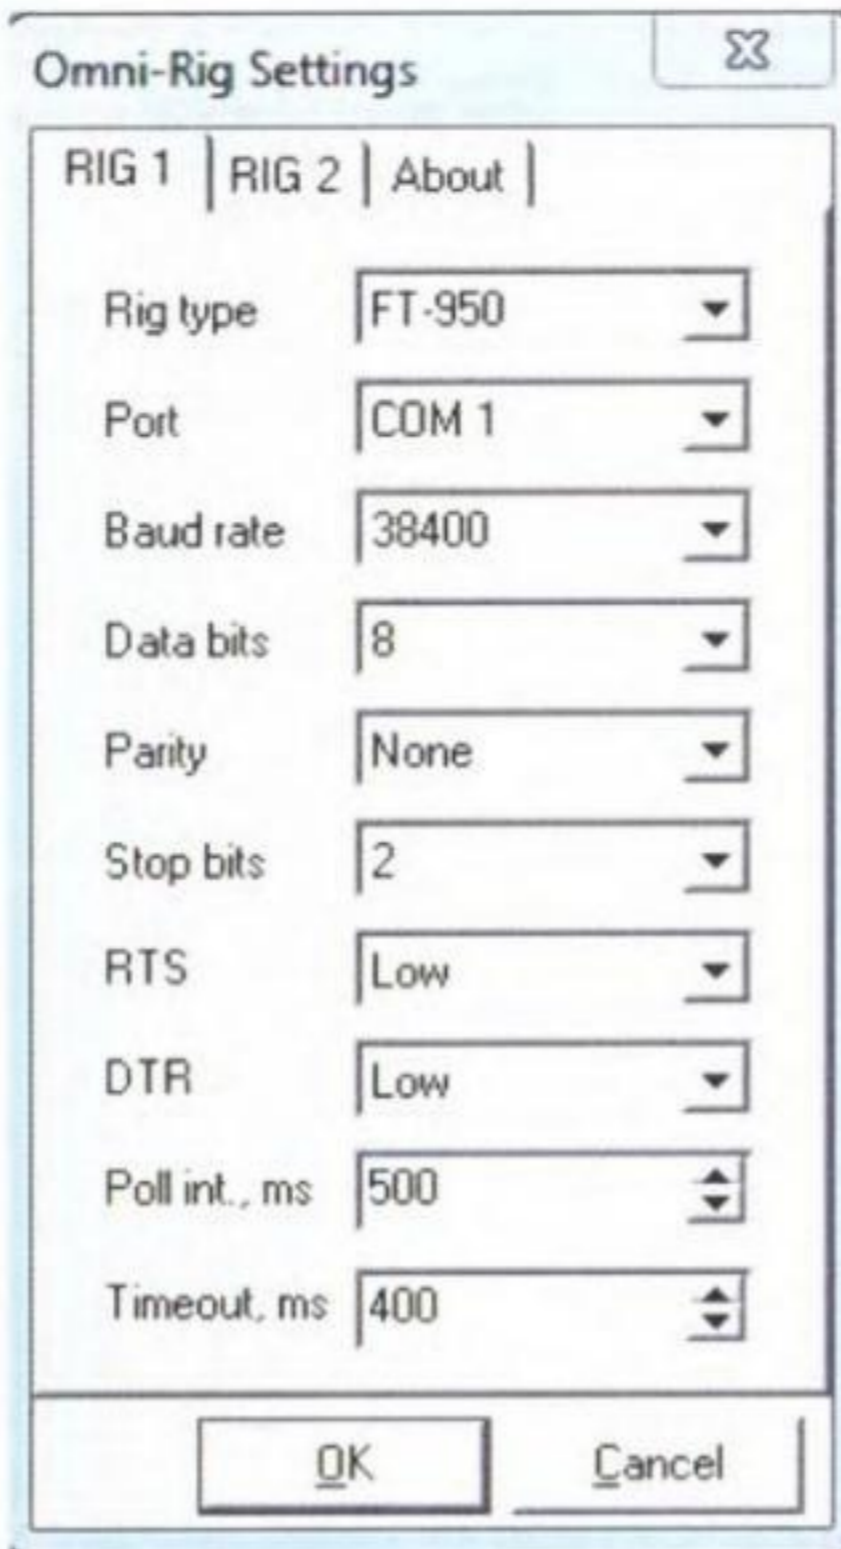 Omni-Rig Settings
RIG 1 RIG 2 About
Rig type FT-950
Port COM 1
Baud rate 38400
Data bits 8
Parity None
Stop bits 2
RTS Low
DTR Low
Poll int., ms 500
Timeout, ms 400
OK Cancel